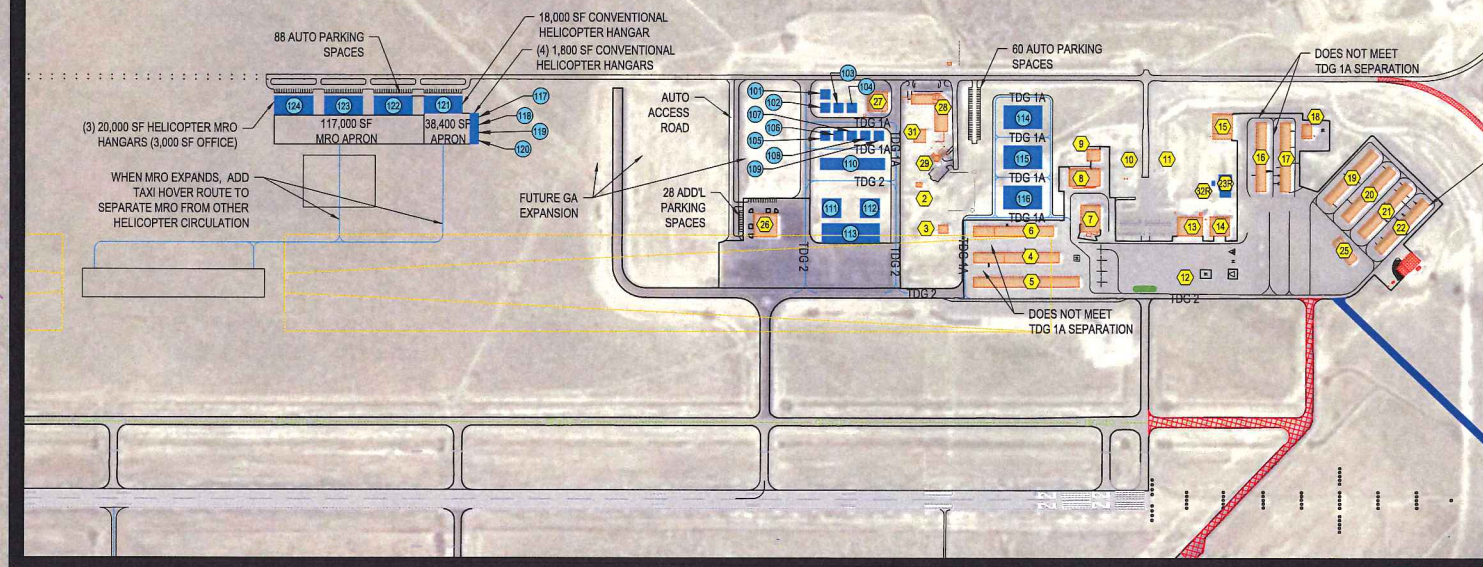 18,000 SF CONVENTIONAL
HELICOPTER HANGAR
(4) 1,800 SF CONVENTIONAL
HELICOPTER HANGARS
88 AUTO PARKING
SPACES
60 AUTO PARKING
SPACES
DOES NOT MEET
TDG 1A SEPARATION
124
123
122
121
117
118
119
120
(3) 20,000 SF HELICOPTER MRO
HANGARS (3,000 SF OFFICE)
117,000 SF
MRO APRON
38,400 SF
APRON
WHEN MRO EXPANDS, ADD
TAXI HOVER ROUTE TO
SEPARATE MRO FROM OTHER
HELICOPTER CIRCULATION
AUTO
ACCESS
ROAD
FUTURE GA
EXPANSION
28 ADD'L
PARKING
SPACES
101
102
103
104
107
106
105
108
109
110
111
112
113
TDG 1A
TDG 1A
TDG 1A
TDG 2
TDG 2
TDG 2
TDG 2
26
27
28
31
29
2
3
TDG 1A
114
TDG 1A
115
TDG 1A
116
TDG 1A
TDG 1A
6
4
5
DOES NOT MEET
TDG 1A SEPARATION
9
8
7
10
11
15
16
17
18
32R
23R
13
14
12
TDG 2
19
20
21
22
25
22
22